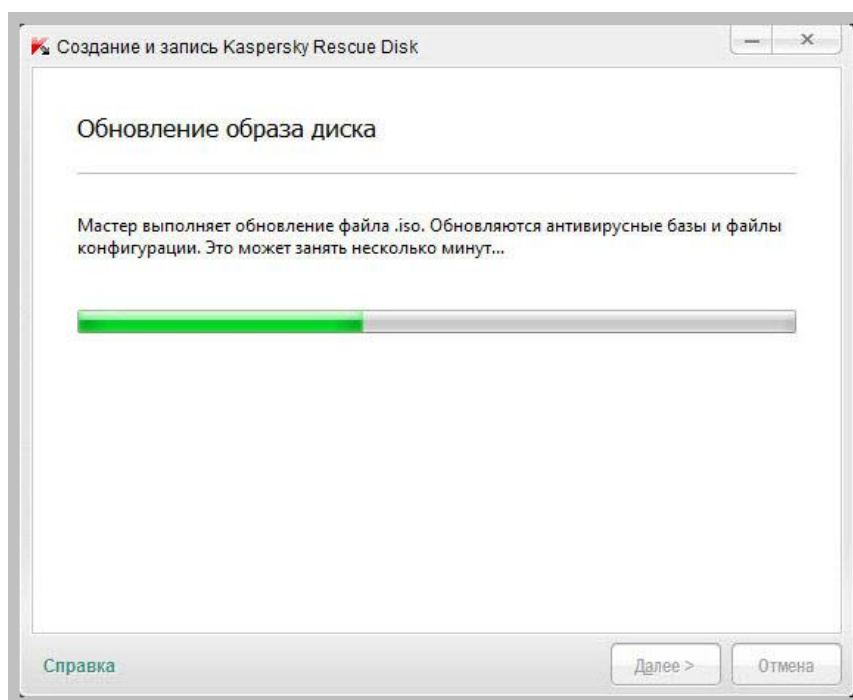 Создание и запись Kaspersky Rescue Disk
Обновление образа диска
Мастер выполняет обновление файла .iso. Обновляются антивирусные базы и файлы
конфигурации. Это может занять несколько минут...
Справка
Далее >
Отмена